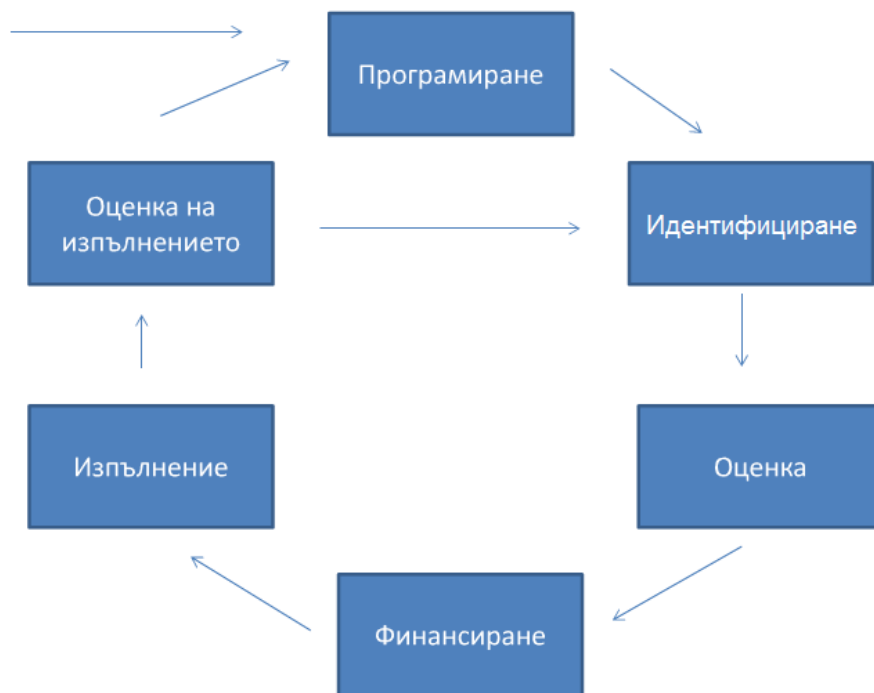 Програмиране
Идентифициране
Оценка
Финансиране
Изпълнение
Оценка на
изпълнението